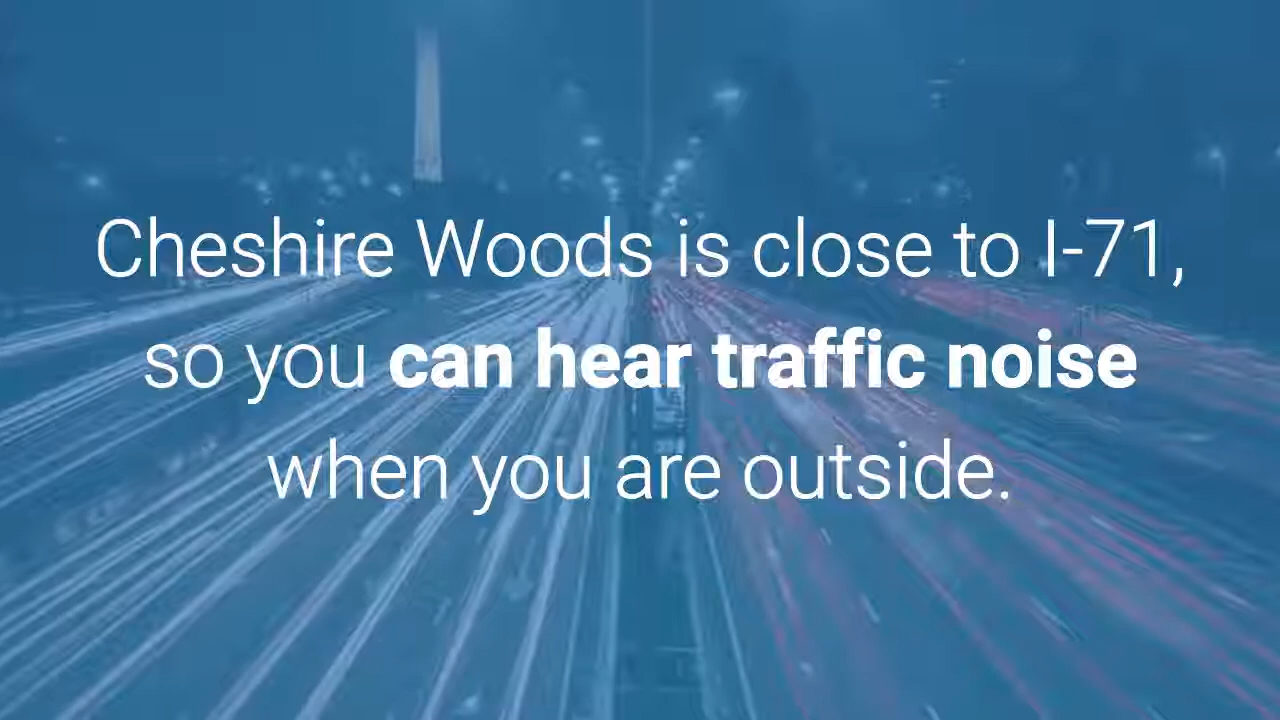 Cheshire Woods is close to I-71,
so you can hear traffic noise
when you are outside.